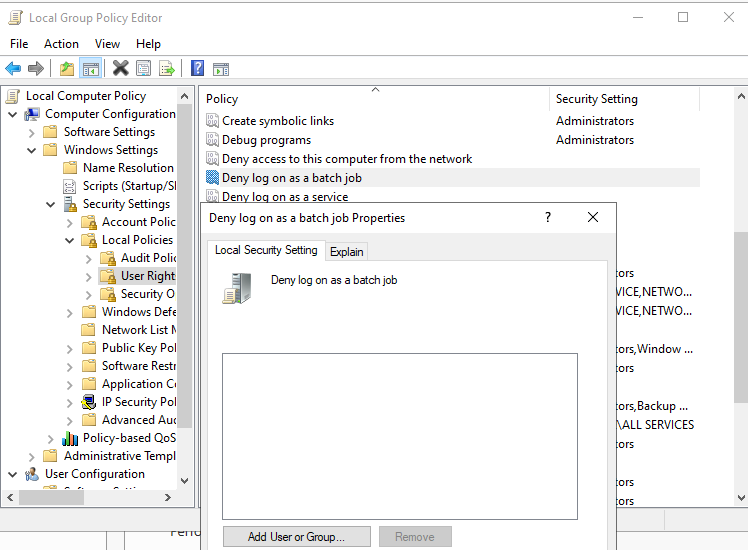 Local Group Policy Editor
File Action View Help
Local Computer Policy
Computer Configuration
Software Settings
Windows Settings
Name Resolution
Scripts (Startup/Sl
Security Settings
Account Polic
Local Policies
Audit Polic
User Right
Security O
Windows Defe
Network List M
Public Key Pol
Software Restr
Application Co
IP Security Pol
Advanced Aud
Policy-based QoS
Administrative Templ
User Configuration
Policy Security Setting
Create symbolic links Administrators
Debug programs Administrators
Deny access to this computer from the network
Deny log on as a batch job
Deny log on as a service
Deny log on as a batch job Properties ?
Local Security Setting Explain
Deny log on as a batch job
Add User or Group... Remove
tors
VICE,NETWO...
VICE,NETWO...
tors,Window ...
tors
tors,Backup ...
\ALL SERVICES
tors
tors
tors